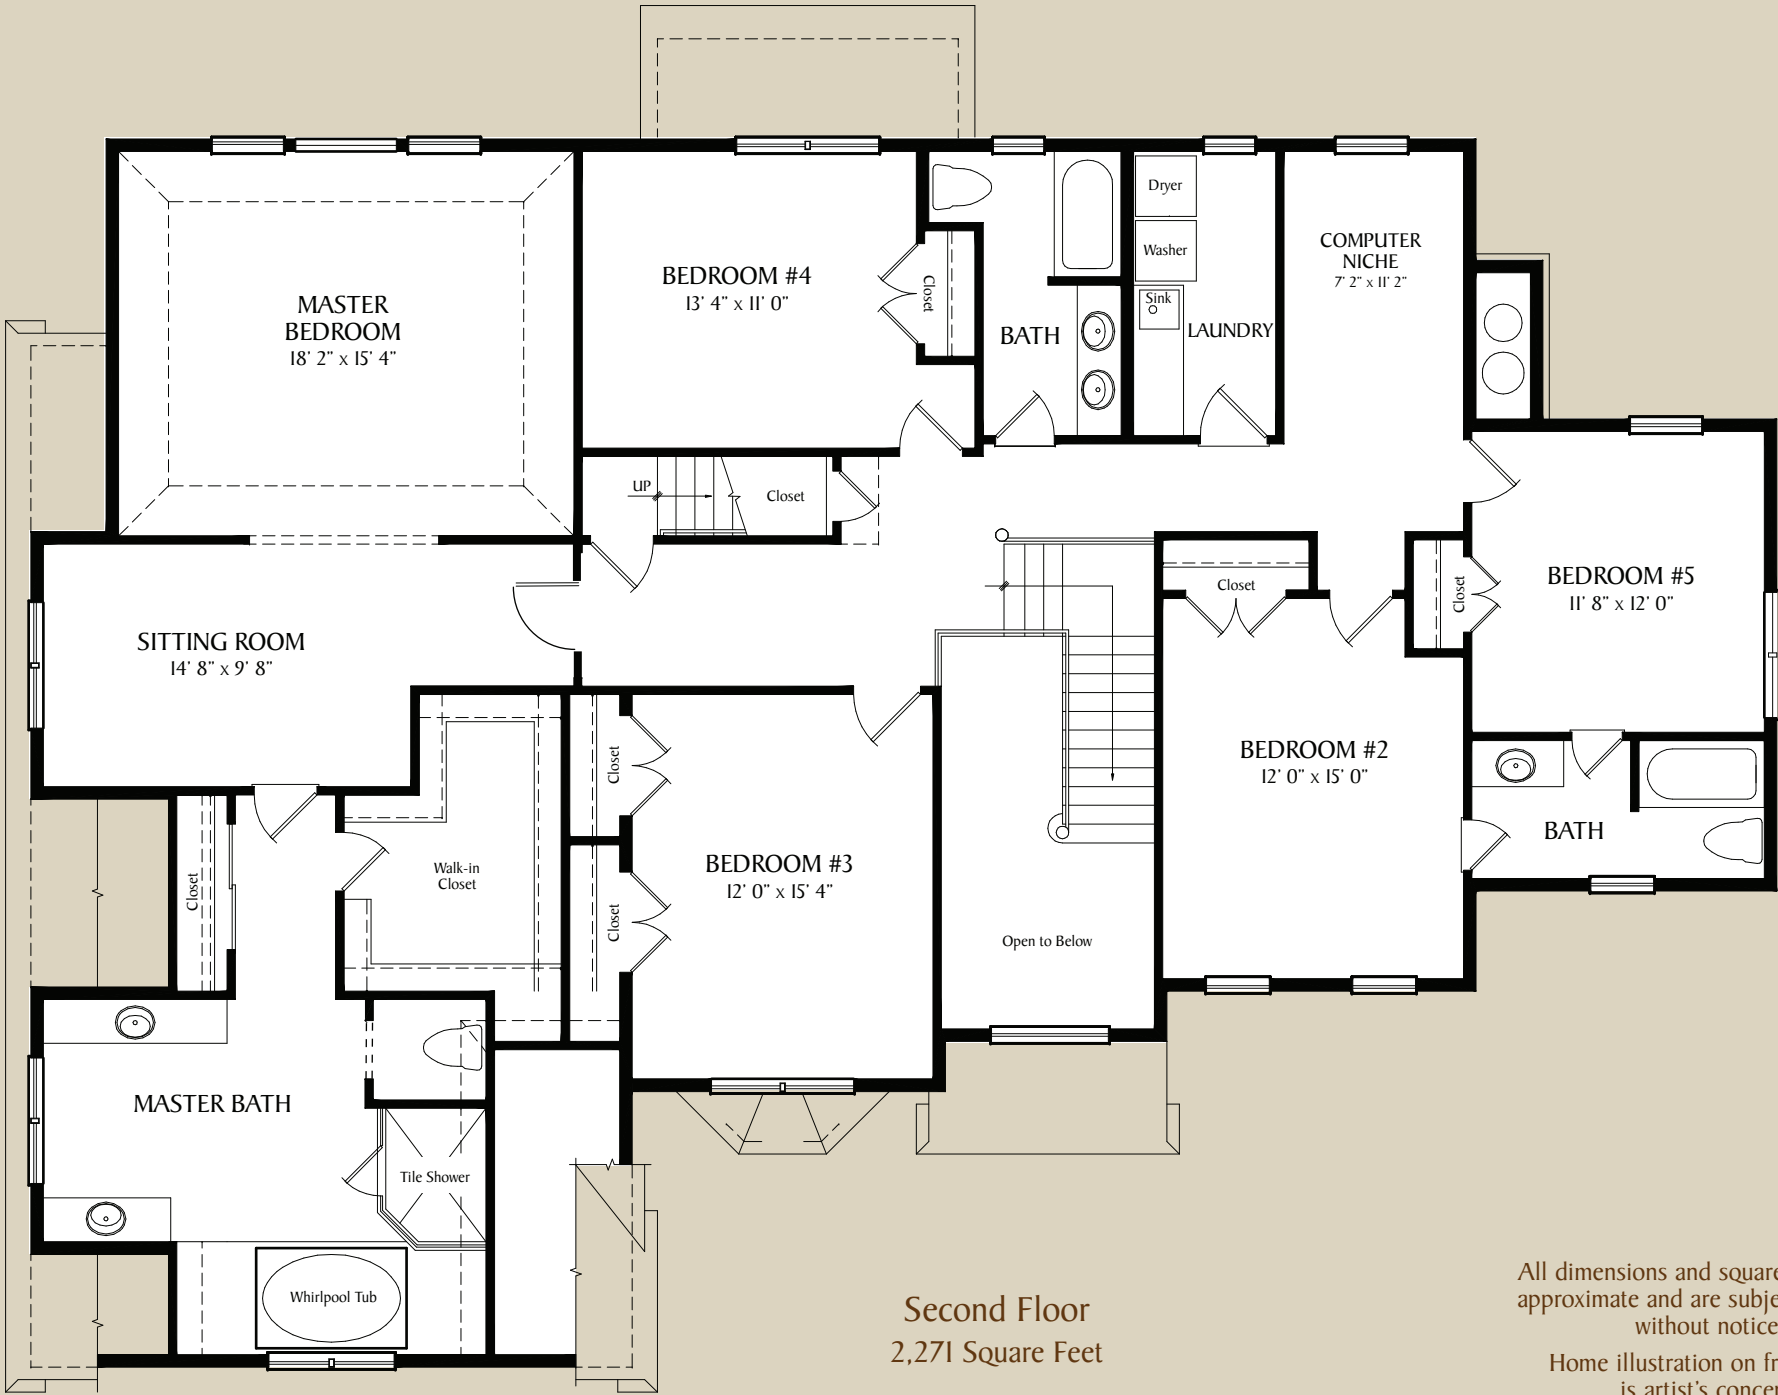 MASTER
BEDROOM
18' 2" x 15' 4"
BEDROOM #4
13' 4" x 11' 0"
Closet
BATH
Dryer
Washer
Sink
LAUNDRY
COMPUTER
NICHE
7' 2" x 11' 2"
UP
Closet
SITTING ROOM
14' 8" x 9' 8"
Closet
Closet
BEDROOM #5
11' 8" x 12' 0"
BEDROOM #2
12' 0" x 15' 0"
BATH
Closet
Closet
BEDROOM #3
12' 0" x 15' 4"
Walk-in
Closet
Closet
Open to Below
MASTER BATH
Tile Shower
Whirlpool Tub
Second Floor
2,271 Square Feet
All dimensions and square
approximate and are subje
without notice
Home illustration on fr
is artist's conce